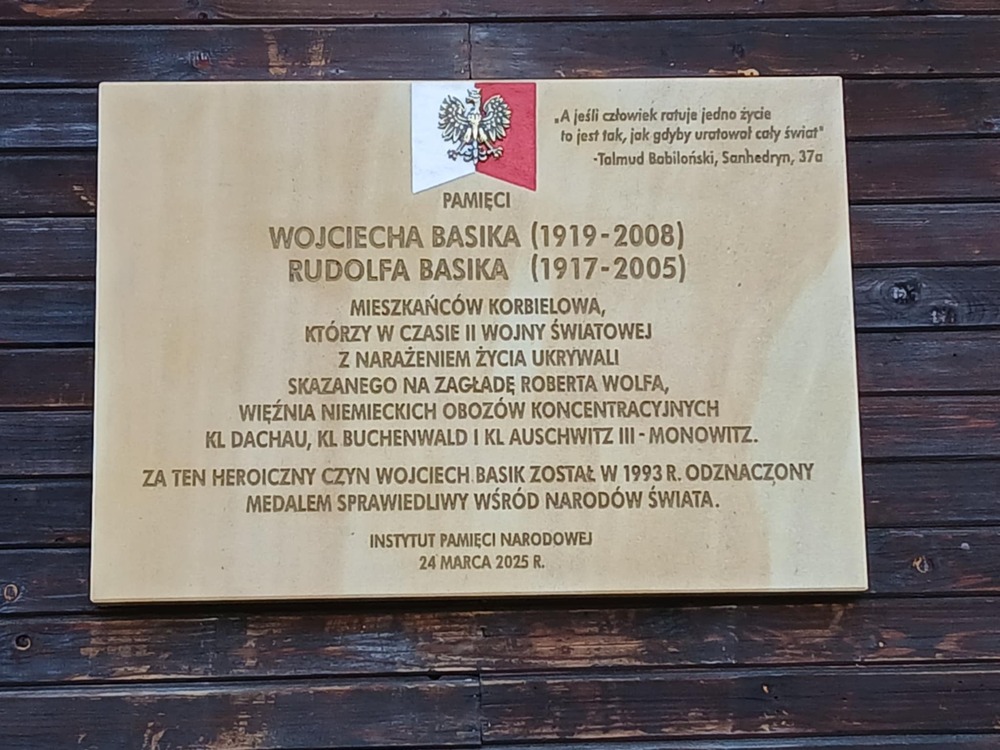 „A jeśli człowiek ratuje jedno życie
to jest tak, jak gdyby uratował cały świat"
-Talmud Babiloński, Sanhedryn, 37a
PAMIĘCI
WOJCIECHA BASIKA (1919-2008)
RUDOLFA BASIKA (1917-2005)
MIESZKAŃCÓW KORBIELOWA,
KTÓRZY W CZASIE II WOJNY ŚWIATOWEJ
Z NARAŻENIEM ŻYCIA UKRYWALI
SKAZANEGO NA ZAGŁADĘ ROBERTA WOLFA,
WIĘŹNIA NIEMIECKICH OBOZÓW KONCENTRACYJNYCH
KL DACHAU, KL BUCHENWALD I KL AUSCHWITZ III - MONOWITZ.
ZA TEN HEROICZNY CZYN WOJCIECH BASIK ZOSTAŁ W 1993 R. ODZNACZONY
MEDALEM SPRAWIEDLIWY WŚRÓD NARODÓW ŚWIATA.
INSTYTUT PAMIĘCI NARODOWEJ
24 MARCA 2025 R.